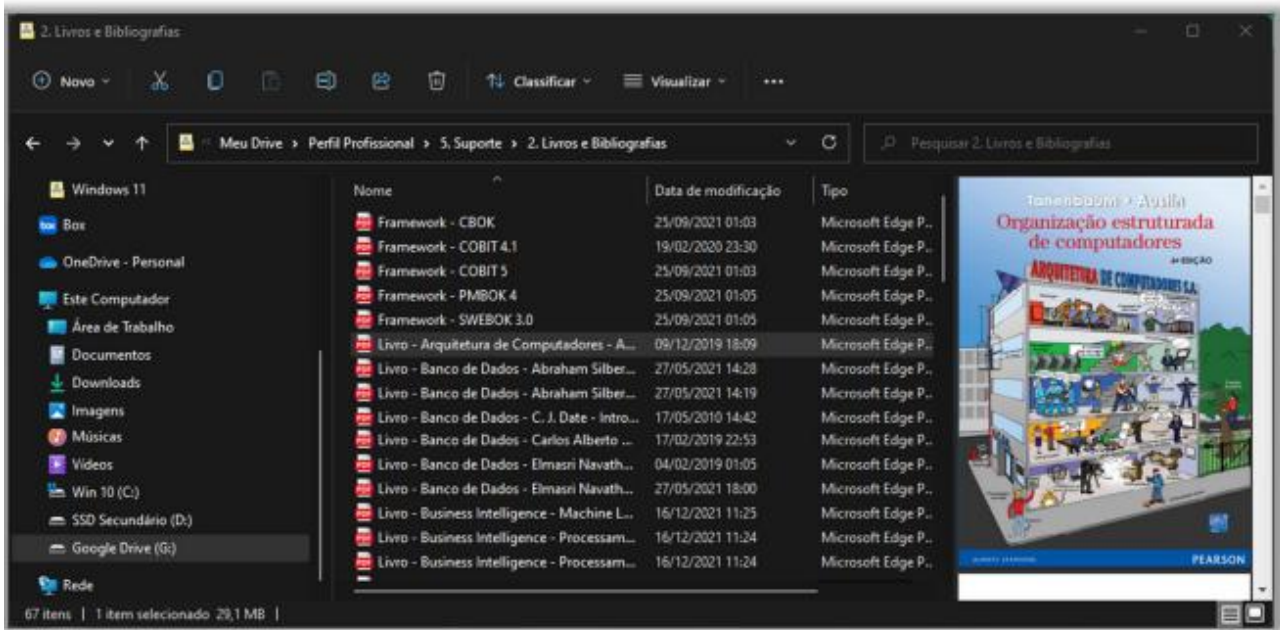 2. Livros e Bibliografias
Novo
Classificar
Visualizar
Meu Drive > Perfil Profissional > 5. Suporte > 2. Livros e Bibliografias
Pesquisar 2. Livros e Bibliografias
Windows 11
Box
OneDrive - Personal
Este Computador
Área de Trabalho
Documentos
Downloads
Imagens
Músicas
Vídeos
Win 10 (C:)
SSD Secundário (D:)
Google Drive (G:)
Rede
Nome Data de modificação Tipo
Framework - CBOK 25/09/2021 01:03 Microsoft Edge P...
Framework - COBIT 4.1 19/02/2020 23:30 Microsoft Edge P...
Framework - COBIT 5 25/09/2021 01:03 Microsoft Edge P...
Framework - PMBOK 4 25/09/2021 01:05 Microsoft Edge P...
Framework - SWEBOK 3.0 25/09/2021 01:05 Microsoft Edge P...
Livro - Arquitetura de Computadores - A... 09/12/2019 18:09 Microsoft Edge P...
Livro - Banco de Dados - Abraham Silber... 27/05/2021 14:28 Microsoft Edge P...
Livro - Banco de Dados - Abraham Silber... 27/05/2021 14:19 Microsoft Edge P...
Livro - Banco de Dados - C. J. Date - Intro... 17/05/2010 14:42 Microsoft Edge P...
Livro - Banco de Dados - Carlos Alberto ... 17/02/2019 22:53 Microsoft Edge P...
Livro - Banco de Dados - Elmasri Navath... 04/02/2019 01:05 Microsoft Edge P...
Livro - Banco de Dados - Elmasri Navath... 27/05/2021 18:00 Microsoft Edge P...
Livro - Business Intelligence - Machine L... 16/12/2021 11:25 Microsoft Edge P...
Livro - Business Intelligence - Processam... 16/12/2021 11:24 Microsoft Edge P...
Livro - Business Intelligence - Processam... 16/12/2021 11:24 Microsoft Edge P...
Tanenbaum • Austin
Organização estruturada
de computadores
6ª EDIÇÃO
ARQUITETURA DE COMPUTADORES S.A.
PEARSON
67 itens | 1 item selecionado 29,1 MB |